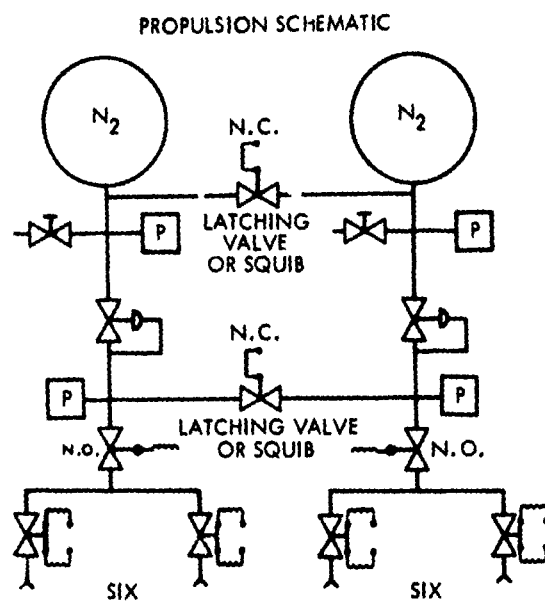 PROPULSION SCHEMATIC
N2
N2
N.C.
LATCHING
VALVE
OR SQUIB
P
P
N.C.
P
P
LATCHING VALVE
OR SQUIB
N.O.
N.O.
SIX
SIX